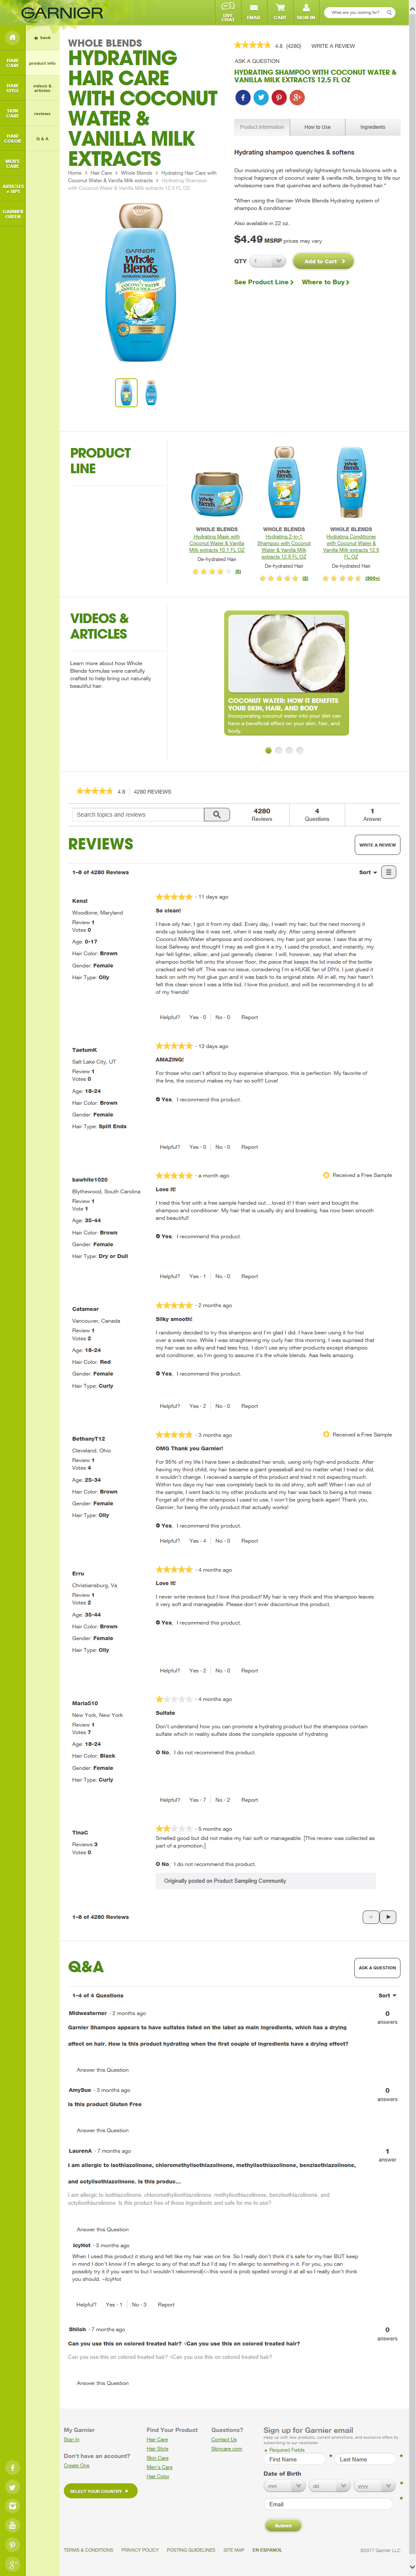 GARNIER
LIVE
CHAT
EMAIL
CART
SIGN IN
What are you looking for?
HAIR
CARE
HAIR
STYLE
SKIN
CARE
HAIR
COLOR
MEN'S
CARE
ARTICLES
+ TIPS
GARNIER
GREEN
back
product info
videos &
articles
reviews
Q & A
WHOLE BLENDS
HYDRATING
HAIR CARE
WITH COCONUT
WATER &
VANILLA MILK
EXTRACTS
Home > Hair Care > Whole Blends > Hydrating Hair Care with
Coconut Water & Vanilla Milk extracts > Hydrating Shampoo
with Coconut Water & Vanilla Milk extracts 12.5 FL OZ
4.8 (4280) WRITE A REVIEW
ASK A QUESTION
HYDRATING SHAMPOO WITH COCONUT WATER &
VANILLA MILK EXTRACTS 12.5 FL OZ
Product Information
How to Use
Ingredients
Hydrating shampoo quenches & softens
Our moisturizing yet refreshingly lightweight formula blooms with a
tropical fragrance of sweet coconut water & vanilla milk, bringing to life our
wholesome care that quenches and softens de-hydrated hair.*
*When using the Garnier Whole Blends Hydrating system of
shampoo & conditioner
Also available in 22 oz.
$4.49 MSRP prices may vary
QTY 1 Add to Cart
See Product Line Where to Buy
GARNIER
Whole
Blends
HYDRATING SHAMPOO
COCONUT WATER &
VANILLA MILK
PRODUCT
LINE
WHOLE BLENDS
Hydrating Mask with
Coconut Water & Vanilla
Milk extracts 10.1 FL OZ
De-hydrated Hair
(5)
WHOLE BLENDS
Hydrating 2-in-1
Shampoo with Coconut
Water & Vanilla Milk
extracts 12.5 FL OZ
De-hydrated Hair
(2)
WHOLE BLENDS
Hydrating Conditioner
with Coconut Water &
Vanilla Milk extracts 12.5
FL OZ
De-hydrated Hair
(900+)
VIDEOS &
ARTICLES
Learn more about how Whole
Blends formulas were carefully
crafted to help bring out naturally
beautiful hair.
COCONUT WATER: HOW IT BENEFITS
YOUR SKIN, HAIR, AND BODY
Incorporating coconut water into your diet can
have a beneficial effect on your skin, hair, and
body.
4.8 4280 REVIEWS
Search topics and reviews
4280
Reviews
4
Questions
1
Answer
REVIEWS
WRITE A REVIEW
1–8 of 4280 Reviews
Sort
Kenzi
Woodbine, Maryland
Review 1
Votes 0
Age: 0-17
Hair Color: Brown
Gender: Female
Hair Type: Oily
· 11 days ago
So clean!
I have oily hair, I got it from my dad. Every day, I wash my hair, but the next morning it
ends up looking like it was wet, when it was really dry. After using several different
Coconut Milk/Water shampoos and conditioners, my hair just got worse. I saw this at my
local Safeway and thought I may as well give it a try. I used the product, and instantly, my
hair felt lighter, silkier, and just generally cleaner. I will, however, say that when my
shampoo bottle dropped maybe 6 inches, the piece that keeps the lid inside of the bottle
cracked and fell off. This was no issue, considering I'm a HUGE fan of DIYs. I just glued it
back on with my hot glue gun and it was back to its original state. All in all, my hair hasn't
felt this clean since I was a little kid. I love this product, and will be recommending it to all
of my friends!
Helpful? Yes · 0 No · 0 Report
TaetumK
Salt Lake City, UT
Review 1
Votes 0
Age: 18-24
Hair Color: Brown
Gender: Female
Hair Type: Split Ends
· 13 days ago
AMAZING!
For those who can't afford to buy expensive shampoo, this is perfection. My favorite of
the line, the coconut makes my hair so soft!! Love!
Yes, I recommend this product.
Helpful? Yes · 0 No · 0 Report
bawhite1020
Blythewood, South Carolina
Review 1
Vote 1
Age: 35-44
Hair Color: Brown
Gender: Female
Hair Type: Dry or Dull
· a month ago
Received a Free Sample
Love it!
I tried this first with a free sample handed out....loved it! I then went and bought the
shampoo and conditioner. My hair that is usually dry and breaking, has now been smooth
and beautiful!
Yes, I recommend this product.
Helpful? Yes · 1 No · 0 Report
Catamear
Vancouver, Canada
Review 1
Votes 2
Age: 18-24
Hair Color: Red
Gender: Female
Hair Type: Curly
· 2 months ago
Silky smooth!
I randomly decided to try this shampoo and I'm glad I did. I have been using it for just
over a week. While I was straightening my curly hair this morning, I was suprised that
my hair was so silky and had less frizz. I don't use any other products except shampoo
and conditioner, so I'm going to assume it's the whole blends. Also feels amazing.
Yes, I recommend this product.
Helpful? Yes · 2 No · 0 Report
BethanyT12
Cleveland, Ohio
Review 1
Votes 4
Age: 25-34
Hair Color: Brown
Gender: Female
Hair Type: Oily
· 3 months ago
Received a Free Sample
OMG Thank you Garnier!
For 95% of my life I have been a dedicated hair snob, using only high-end products. After
having my third child, my hair became a giant greaseball and no matter what I tried to do,
it wouldn't change. I received a sample of this product and tried it not expecting much.
Within two days my hair was completely back to its old shiny, soft self! When I ran out of
the sample, I went back to my old shampoo and my hair went back to being a hot mess.
Forget all of the other shampoos I used to use, I won't be going back again! Thank you,
Garnier, for being the only product that actually works!
Yes, I recommend this product.
Helpful? Yes · 4 No · 0 Report
Erru
Christiansburg, Va
Review 1
Votes 2
Age: 35-44
Hair Color: Brown
Gender: Female
Hair Type: Oily
· 4 months ago
Love it!
I never write reviews but I love this product!! My hair is very thick and this shampoo leaves
it very soft and manageable. Please don't ever discontinue this product.
Yes, I recommend this product.
Helpful? Yes · 2 No · 0 Report
Maria510
New York, New York
Review 1
Votes 7
Age: 18-24
Hair Color: Black
Gender: Female
Hair Type: Curly
· 4 months ago
Sulfate
Don't understand how you can promote a hydrating product but the shampoos contain
sulfate which in reality sulfate does the complete opposite of hydrating
No, I do not recommend this product.
Helpful? Yes · 7 No · 2 Report
TinaC
Reviews 3
Votes 0
· 5 months ago
Smelled good but did not make my hair soft or manageable. [This review was collected as
part of a promotion.]
No, I do not recommend this product.
Originally posted on Product Sampling Community
1–8 of 4280 Reviews
Q&A
ASK A QUESTION
1–4 of 4 Questions
Sort
Midwesterner · 2 months ago
Garnier Shampoo appears to have sulfates listed on the label as main ingredients, which has a drying
affect on hair. How is this product hydrating when the first couple of ingredients have a drying effect?
0
answers
Answer this Question
AmySue · 3 months ago
Is this product Gluten Free
0
answers
Answer this Question
LaurenA · 7 months ago
I am allergic to isothiazolinone, chloromethylisothiazolinone, methylisothiazolinone, benzisothiazolinone,
and octylisothiazolinone. Is this produc...
1
answer
I am allergic to isothiazolinone, chloromethylisothiazolinone, methylisothiazolinone, benzisothiazolinone, and
octylisothiazolinone. Is this product free of those ingredients and safe for me to use?
Answer this Question
IcyHot · 3 months ago
When I used this product it stung and felt like my hair was on fire. So I really don't think it's safe for my hair BUT keep
in mind I don't know if I'm allergic to any of that stuff but I'd say I'm allergic to something in it. For you, you can
possibly try it if you want to but I wouldn't rekonmind(<--this word is prob spelled wrong) it at all so I really don't think
you should. ~IcyHot
Helpful? Yes · 1 No · 3 Report
Shiloh · 7 months ago
Can you use this on colored treated hair? ~Can you use this on colored treated hair?
0
answers
Can you use this on colored treated hair? ~Can you use this on colored treated hair?
Answer this Question
My Garnier
Sign In
Don't have an account?
Create One
SELECT YOUR COUNTRY
Find Your Product
Hair Care
Hair Style
Skin Care
Men's Care
Hair Color
Questions?
Contact Us
Skincare.com
Sign up for Garnier email
Keep up with new products, current promotions, and exclusive offers by
subscribing to our newsletter.
* Required Fields
First Name
Last Name
Date of Birth
mm
dd
yyyy
Email
Submit
TERMS & CONDITIONS PRIVACY POLICY POSTING GUIDELINES SITE MAP EN ESPANOL
©2017 Garnier LLC